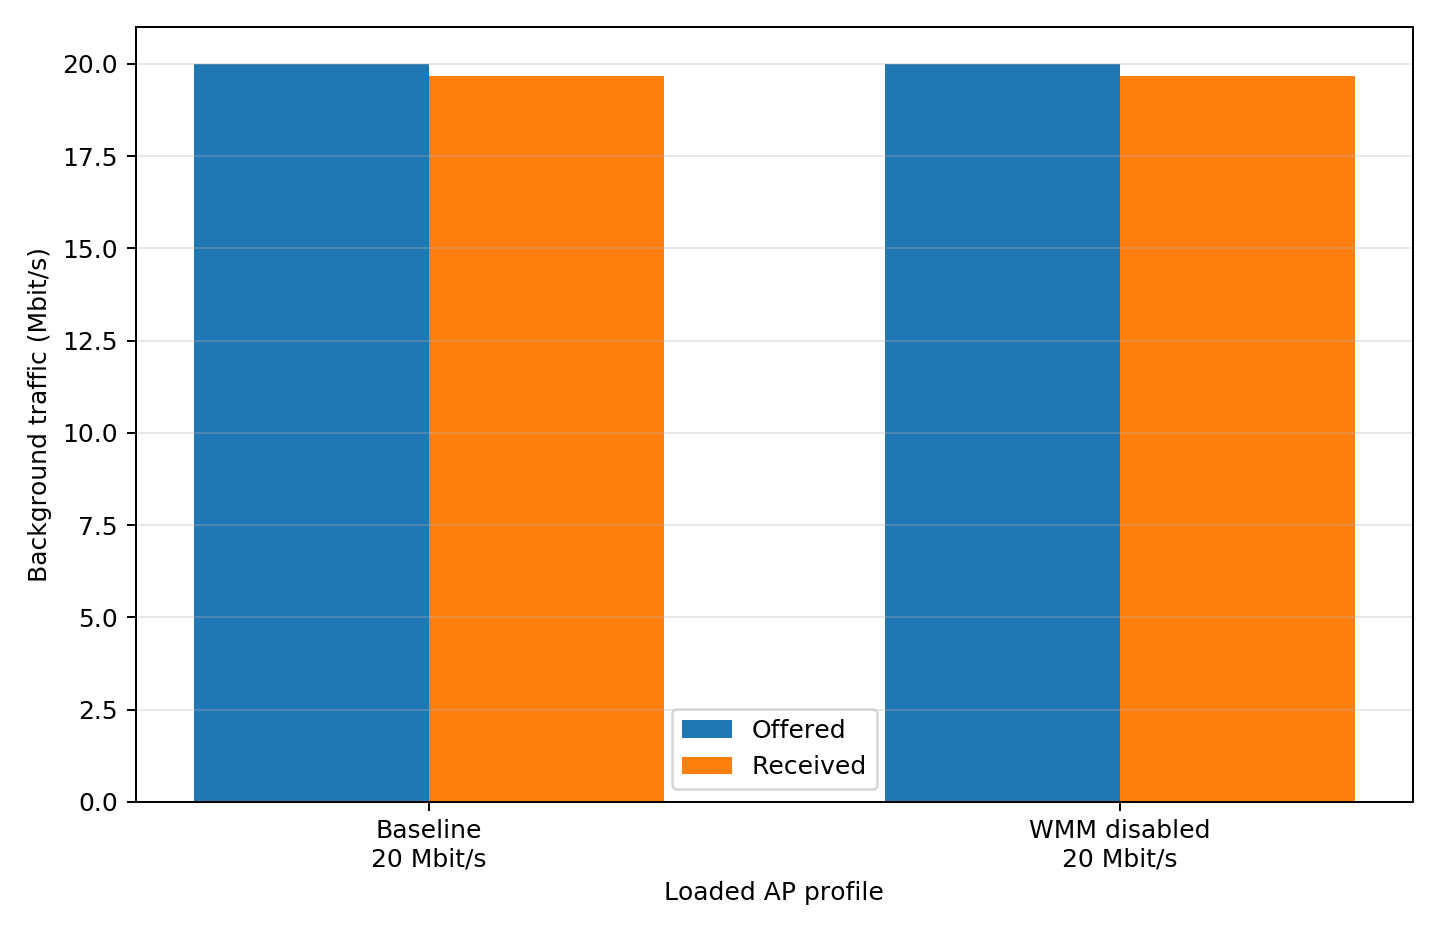 Background traffic (Mbit/s)
20.0
17.5
15.0
12.5
10.0
7.5
5.0
2.5
0.0
Offered
Received
Baseline
20 Mbit/s
WMM disabled
20 Mbit/s
Loaded AP profile